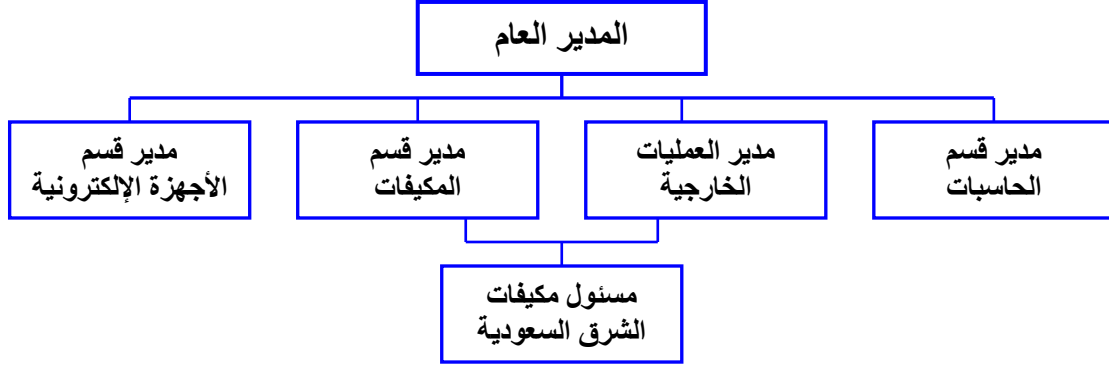 المدير العام
مدير قسم
الحاسبات
مدير العمليات
الخارجية
مدير قسم
المكيفات
مدير قسم
الأجهزة الإلكترونية
مسئول مكيفات
الشرق السعودية